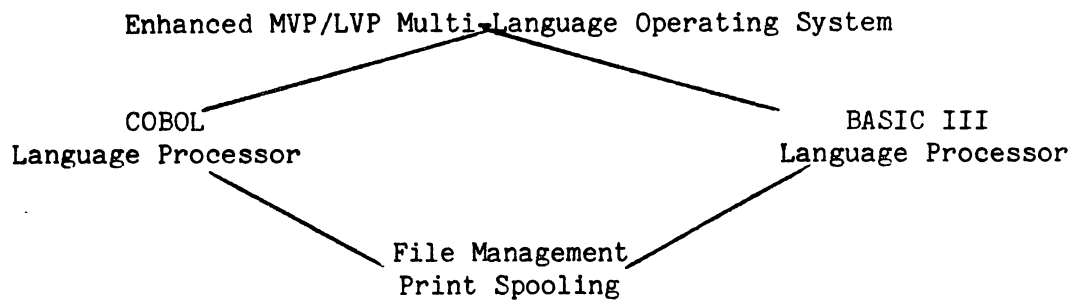 Enhanced MVP/LVP Multi-Language Operating System
COBOL
Language Processor
BASIC III
Language Processor
File Management
Print Spooling